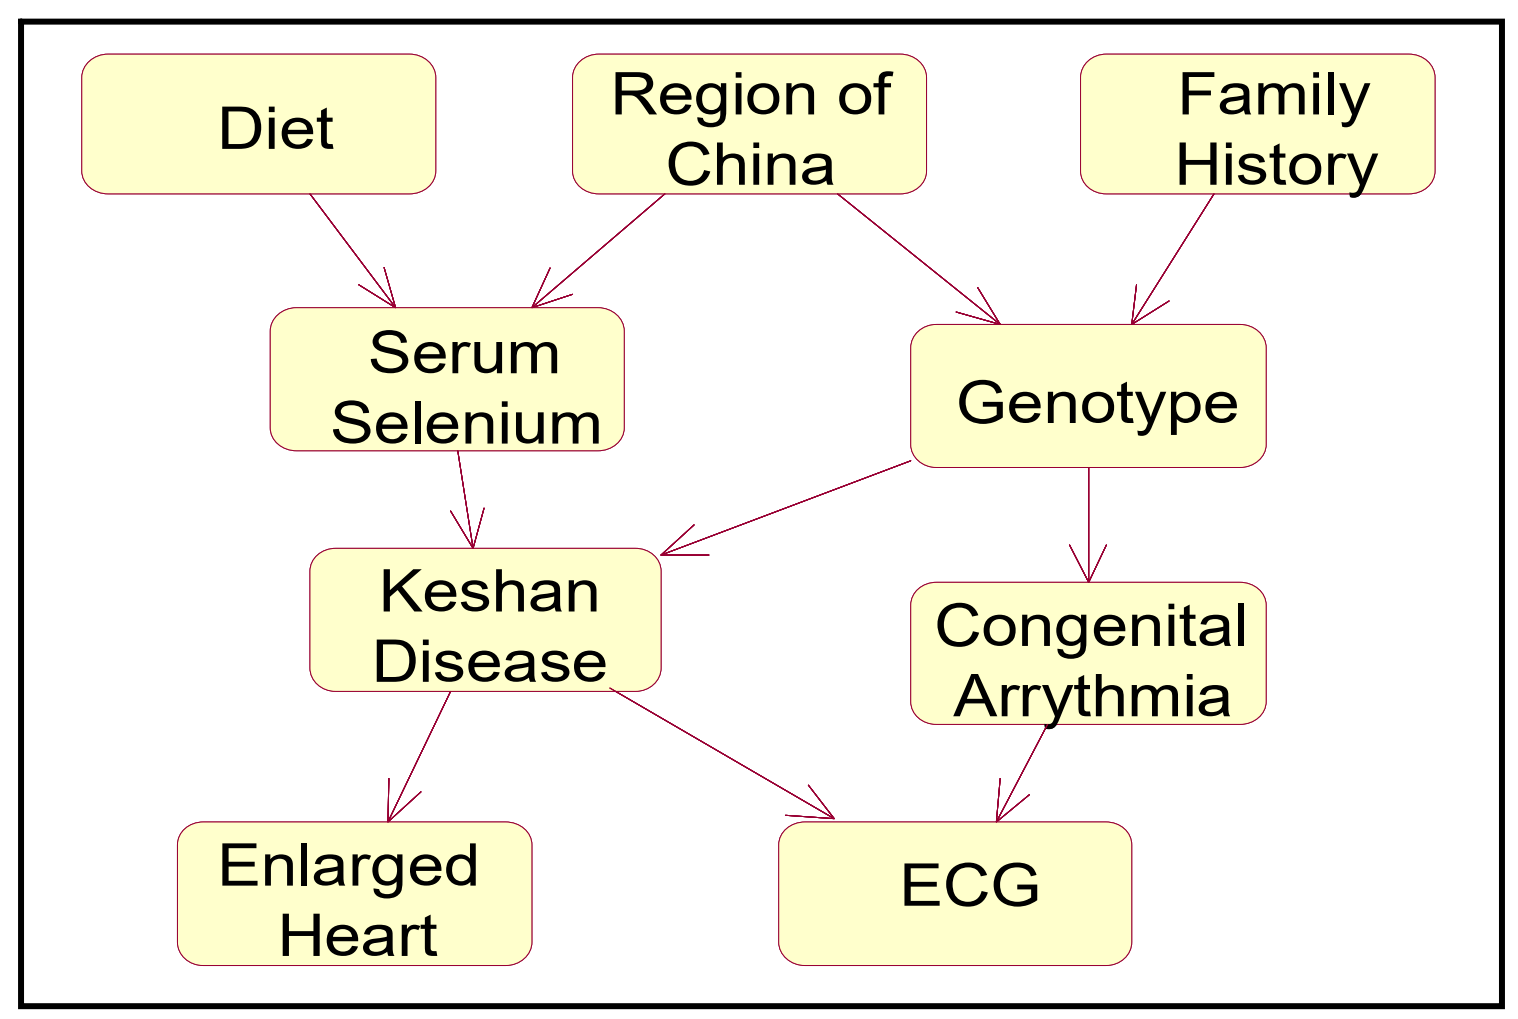 Diet
Region of
China
Family
History
Serum
Selenium
Genotype
Keshan
Disease
Congenital
Arrythmia
Enlarged
Heart
ECG